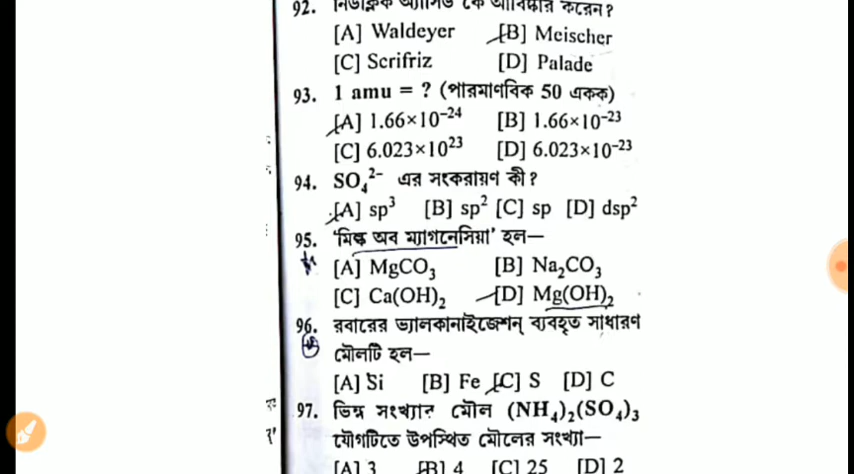 92. নিউক্লিক অ্যাসিড কে আবিষ্কার করেন?
[A] Waldeyer [B] Meischer
[C] Scrifriz [D] Palade
93. 1 amu = ? (পারমাণবিক 50 একক)
[A] 1.66×10⁻²⁴ [B] 1.66×10⁻²³
[C] 6.023×10²³ [D] 6.023×10⁻²³
94. SO₄²⁻ এর সংকরায়ণ কী?
[A] sp³ [B] sp² [C] sp [D] dsp²
95. ‘মিল্ক অব ম্যাগনেসিয়া’ হল—
[A] MgCO₃ [B] Na₂CO₃
[C] Ca(OH)₂ [D] Mg(OH)₂
96. রবারের ভ্যালকানাইজেশন্ ব্যবহৃত সাধারণ
মৌলটি হল—
[A] Si [B] Fe [C] S [D] C
97. ভিন্ন সংখ্যার মৌল (NH₄)₂(SO₄)₃
যৌগটিতে উপস্থিত মৌলের সংখ্যা—
[A] 3 [B] 4 [C] 25 [D] 2